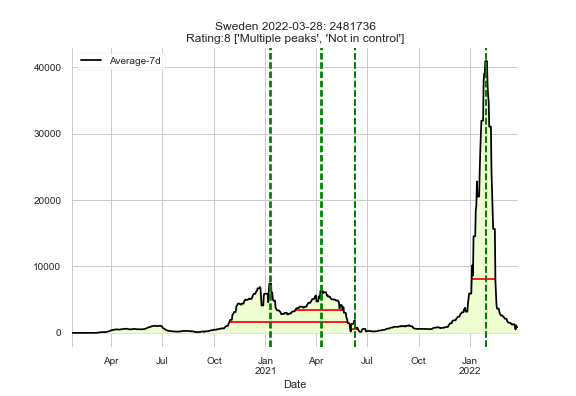 Sweden 2022-03-28: 2481736
Rating:8 ['Multiple peaks', 'Not in control']
Average-7d
40000
30000
20000
10000
0
Apr Jul Oct Jan Apr Jul Oct Jan
2021 2022
Date